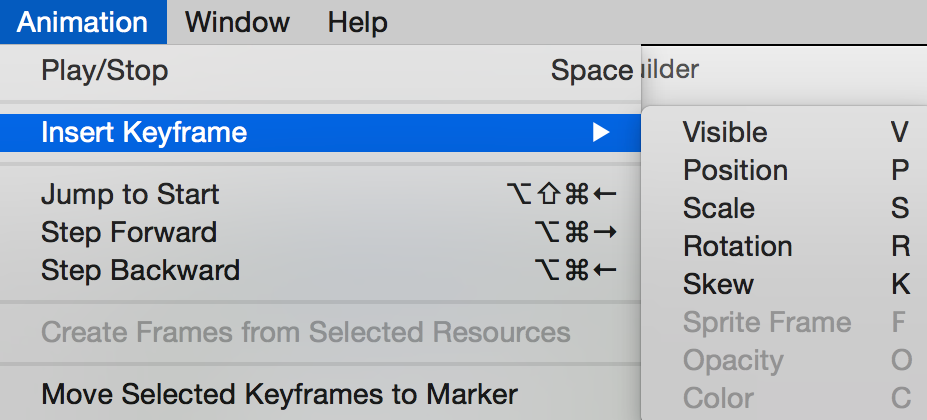 Animation Window Help
Play/Stop Space
uilder
Insert Keyframe ▶
Visible V
Position P
Scale S
Rotation R
Skew K
Sprite Frame F
Opacity O
Color C
Jump to Start ⌥⇧⌘←
Step Forward ⌥⌘→
Step Backward ⌥⌘←
Create Frames from Selected Resources
Move Selected Keyframes to Marker